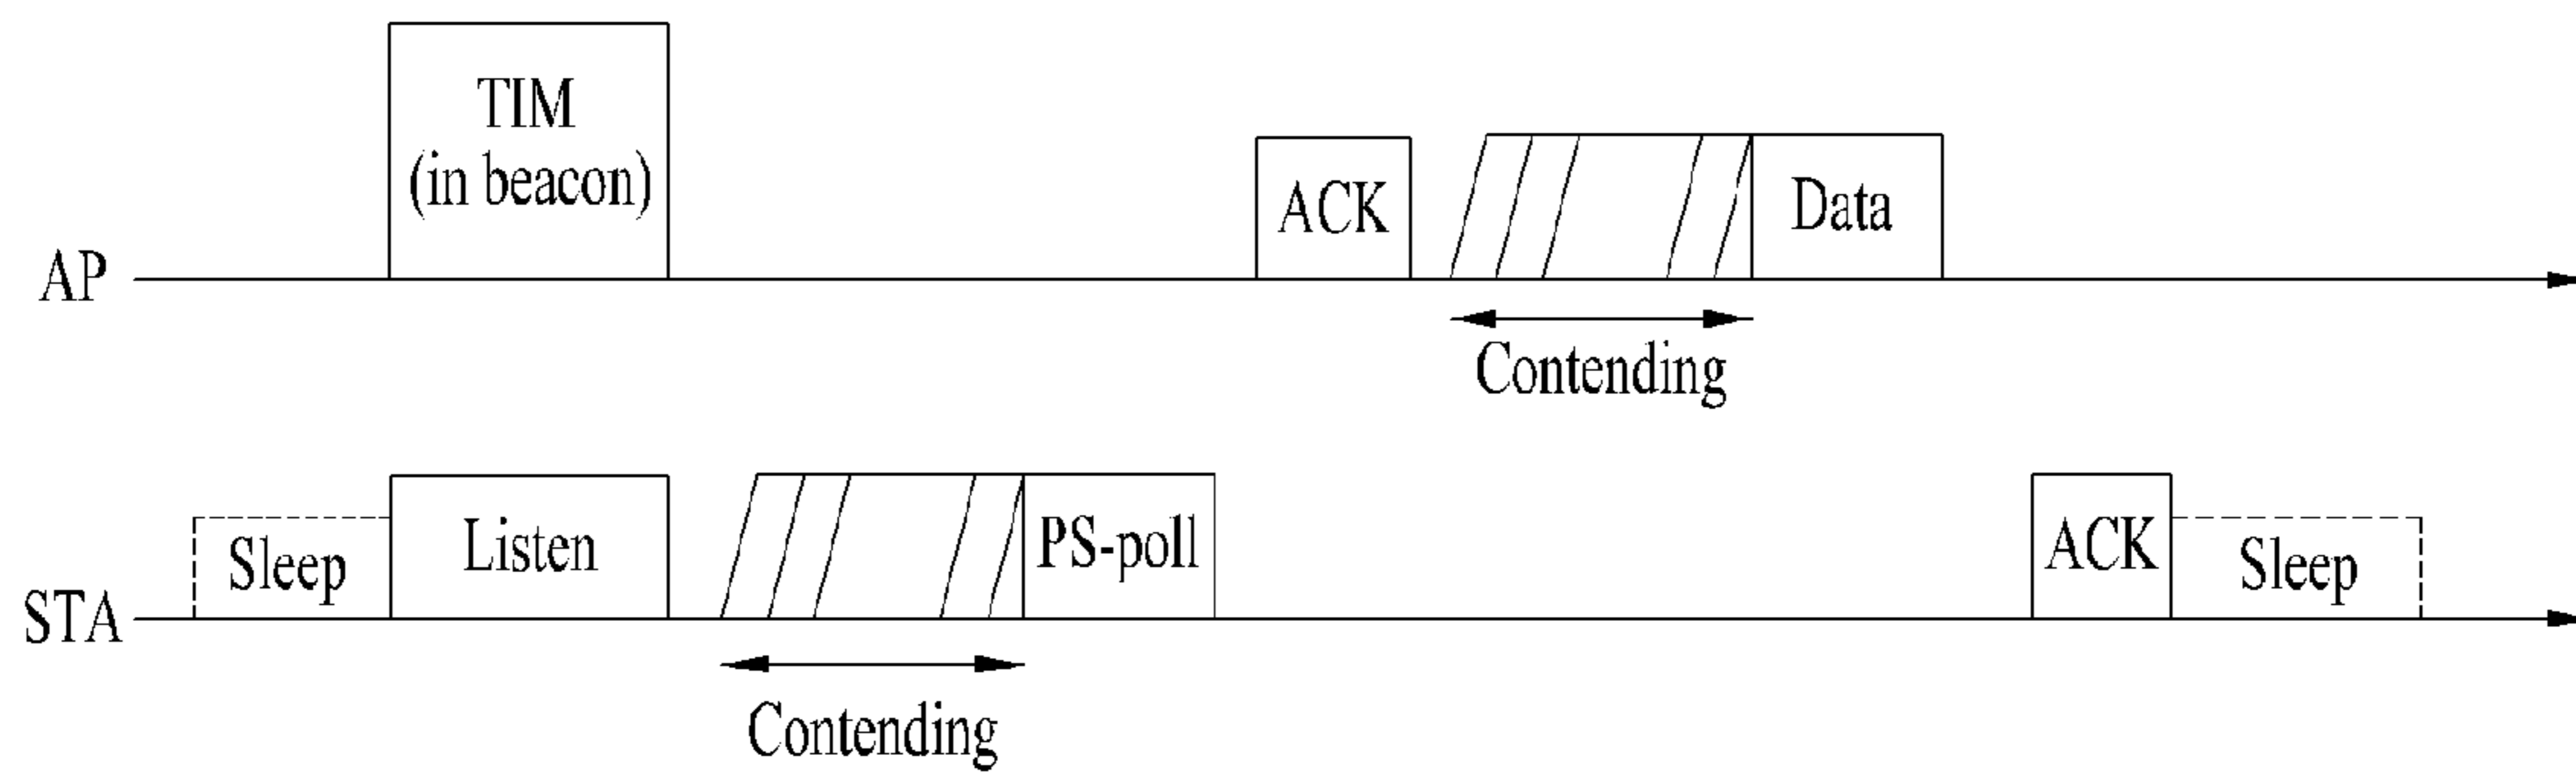 TIM
(in beacon)
ACK
Data
AP
Contending
Sleep
Listen
PS-poll
ACK
Sleep
STA
Contending